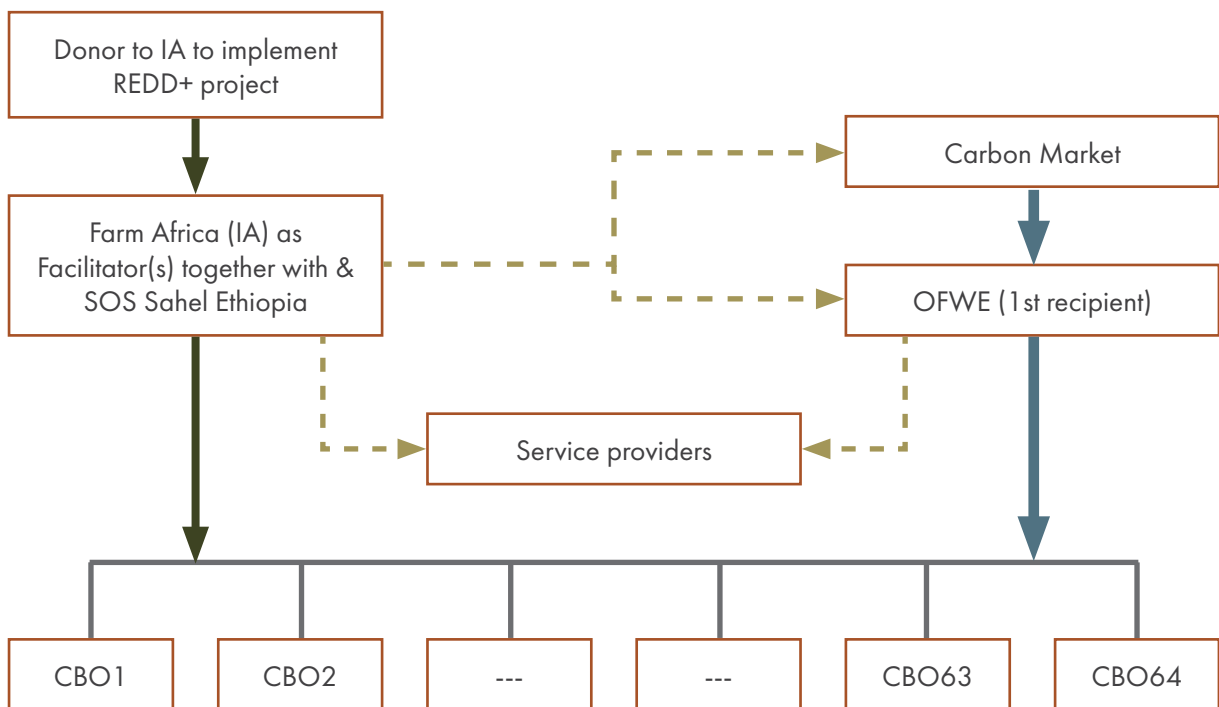 Donor to IA to implement
REDD+ project
Carbon Market
Farm Africa (IA) as
Facilitator(s) together with &
SOS Sahel Ethiopia
OFWE (1st recipient)
Service providers
CBO1
CBO2
---
---
CBO63
CBO64